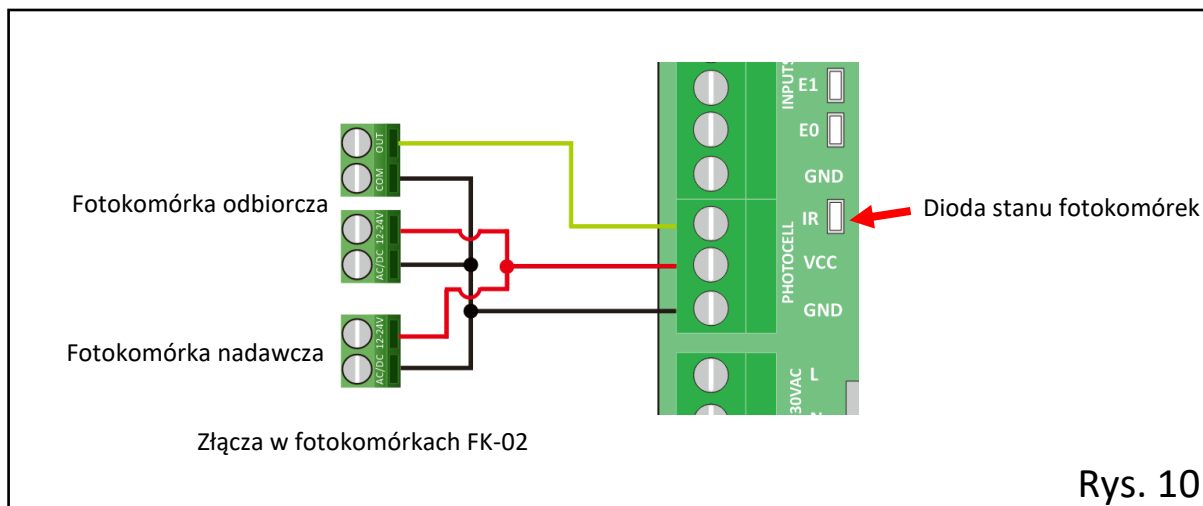 OUT
COM
Fotokomórka odbiorcza
12-24V
AC/DC
Fotokomórka nadawcza
12-24V
AC/DC
Złącza w fotokomórkach FK-02
INPUTS
E1
E0
GND
IR
Dioda stanu fotokomórek
PHOTOCELL
VCC
GND
30VAC
L
Rys. 10